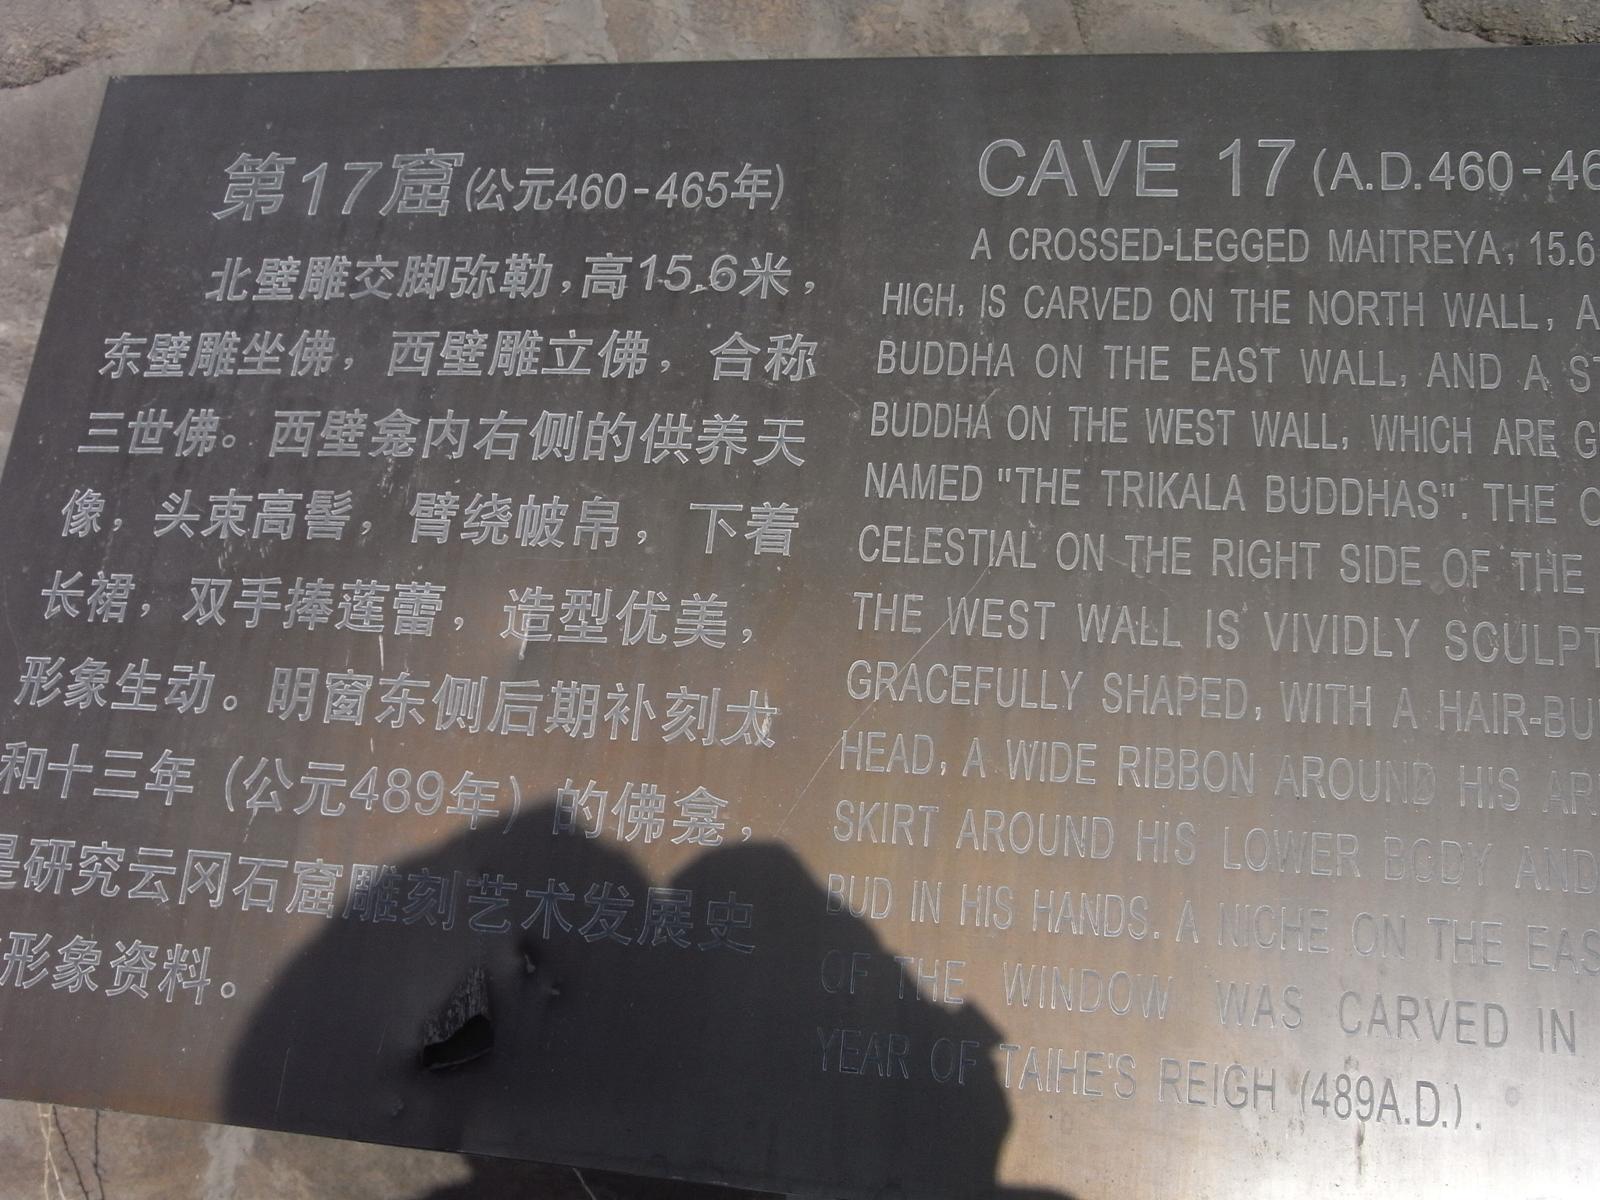 第17窟(公元460-465年)
北壁雕交脚弥勒,高15.6米,
东壁雕坐佛,西壁雕立佛,合称
三世佛。西壁龛内右侧的供养天
像,头束高髻,臂绕帔帛,下着
长裙,双手捧莲蕾,造型优美,
形象生动。明窗东侧后期补刻太
和十三年(公元489年)的佛龛,
是研究云冈石窟雕刻艺术发展史
形象资料。
CAVE 17 (A.D.460-46
A CROSSED-LEGGED MAITREYA, 15.6
HIGH, IS CARVED ON THE NORTH WALL, A
BUDDHA ON THE EAST WALL, AND A ST
BUDDHA ON THE WEST WALL, WHICH ARE G
NAMED "THE TRIKALA BUDDHAS". THE O
CELESTIAL ON THE RIGHT SIDE OF THE
THE WEST WALL IS VIVIDLY SCULPT
GRACEFULLY SHAPED, WITH A HAIR-BU
HEAD, A WIDE RIBBON AROUND HIS AR
SKIRT AROUND HIS LOWER BODY AND
BUD IN HIS HANDS. A NICHE ON THE EAS
OF THE WINDOW WAS CARVED IN
YEAR OF TAIHE'S REIGH (489A.D.).